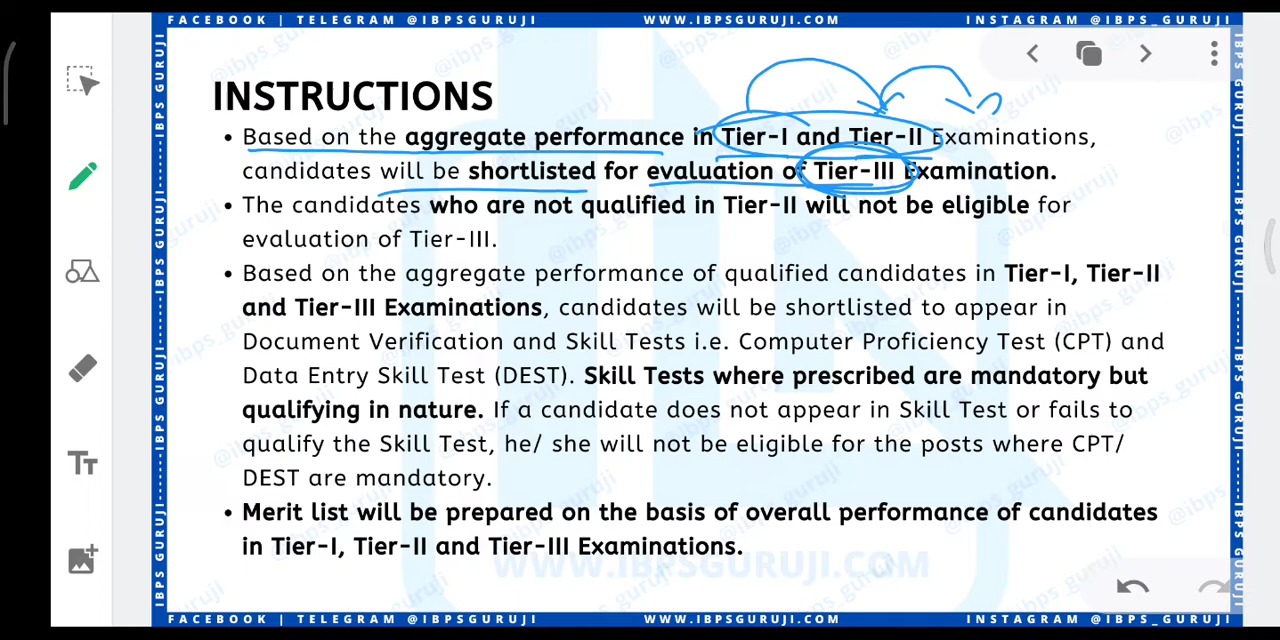 FACEBOOK | TELEGRAM @IBPSGURUJI WWW.IBPSGURUJI.COM INSTAGRAM @IBPS_GURUJI
INSTRUCTIONS
• Based on the aggregate performance in Tier-I and Tier-II Examinations,
candidates will be shortlisted for evaluation of Tier-III Examination.
• The candidates who are not qualified in Tier-II will not be eligible for
evaluation of Tier-III.
• Based on the aggregate performance of qualified candidates in Tier-I, Tier-II
and Tier-III Examinations, candidates will be shortlisted to appear in
Document Verification and Skill Tests i.e. Computer Proficiency Test (CPT) and
Data Entry Skill Test (DEST). Skill Tests where prescribed are mandatory but
qualifying in nature. If a candidate does not appear in Skill Test or fails to
qualify the Skill Test, he/ she will not be eligible for the posts where CPT/
DEST are mandatory.
• Merit list will be prepared on the basis of overall performance of candidates
in Tier-I, Tier-II and Tier-III Examinations.
WWW.IBPSGURUJI.COM
FACEBOOK | TELEGRAM @IBPSGURUJI WWW.IBPSGURUJI.COM INSTAGRAM @IBPS_GURUJI